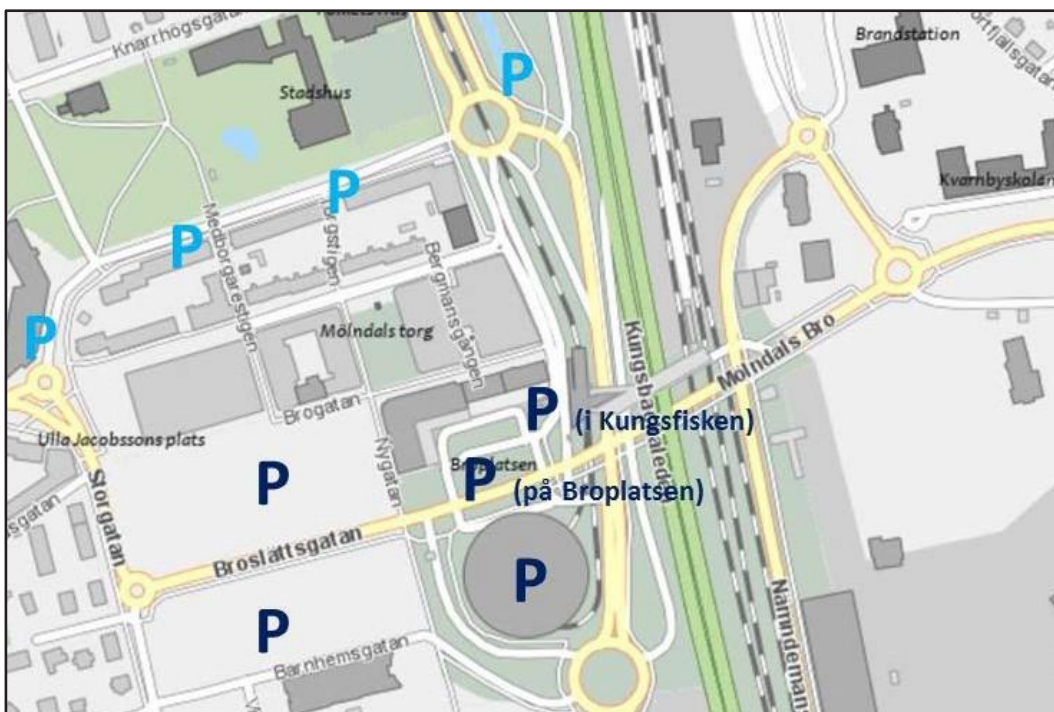 Knarrhögsgatan
Stadshus
P
Brandstation
P
P
Kvarnbyskolan
Medborgarestigen
Bergmansgången
P
Mölndals torg
Kungsbackaleden
Mölndals Bro
Brogatan
P
(i Kungsfisken)
Ulla Jacobssons plats
Nygatan
Broplatsen
P
P
(på Broplatsen)
Storgatan
Broslättsgatan
P
P
Barnhemsgatan